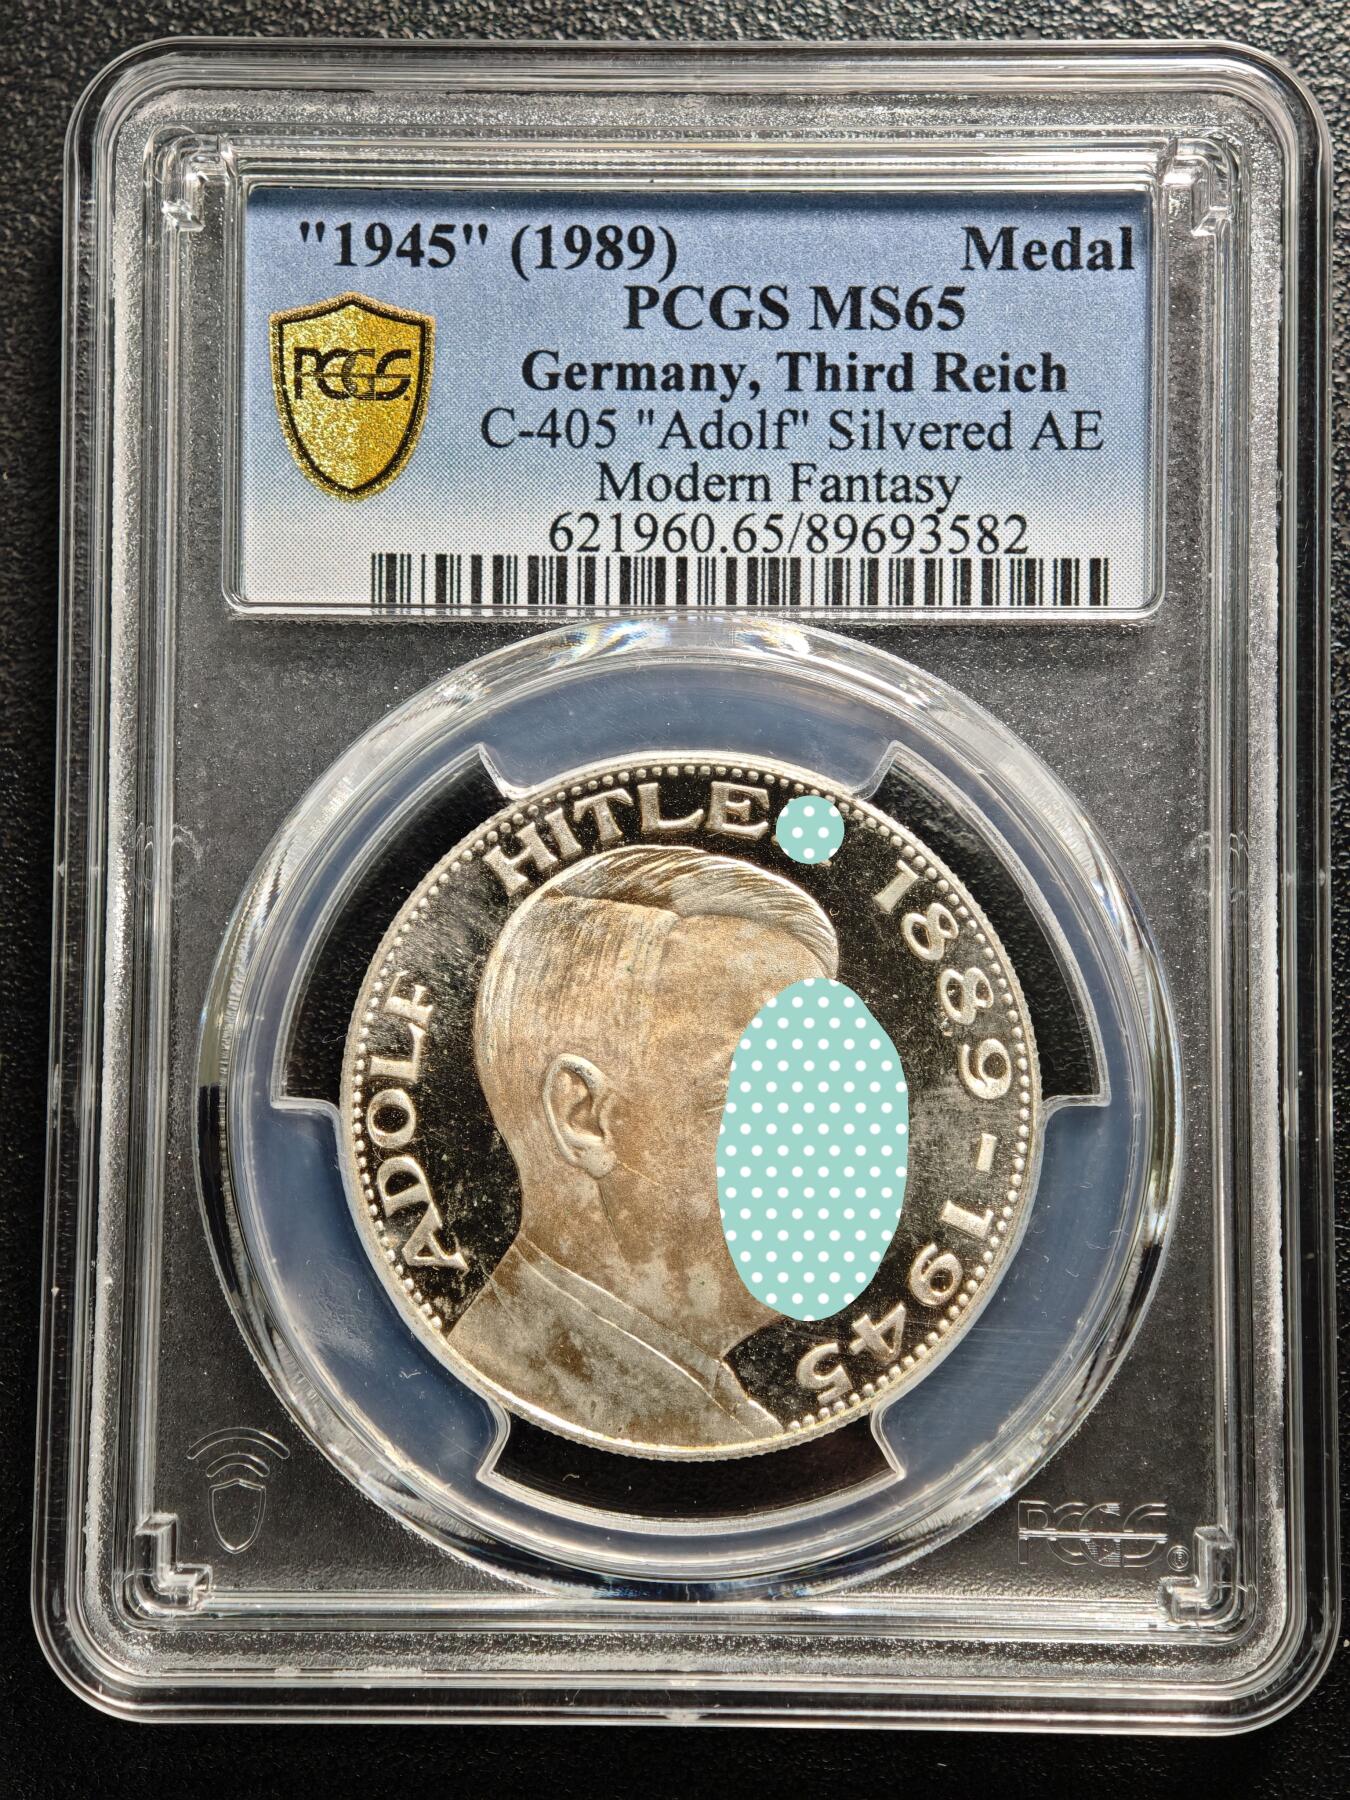 "1945" (1989) Medal
PCGS MS65
Germany, Third Reich
C-405 "Adolf" Silvered AE
Modern Fantasy
621960.65/89693582
PCGS
ADOLF 1889-1945
PCGS